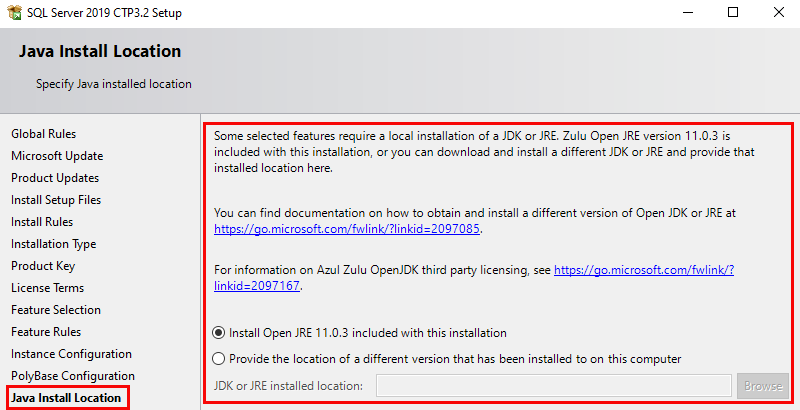 SQL Server 2019 CTP3.2 Setup
Java Install Location
Specify Java installed location
Global Rules
Microsoft Update
Product Updates
Install Setup Files
Install Rules
Installation Type
Product Key
License Terms
Feature Selection
Feature Rules
Instance Configuration
PolyBase Configuration
Java Install Location
Some selected features require a local installation of a JDK or JRE. Zulu Open JRE version 11.0.3 is
included with this installation, or you can download and install a different JDK or JRE and provide that
installed location here.
You can find documentation on how to obtain and install a different version of Open JDK or JRE at
https://go.microsoft.com/fwlink/?linkid=2097085.
For information on Azul Zulu OpenJDK third party licensing, see https://go.microsoft.com/fwlink/?
linkid=2097167.
Install Open JRE 11.0.3 included with this installation
Provide the location of a different version that has been installed to on this computer
JDK or JRE installed location:
Browse